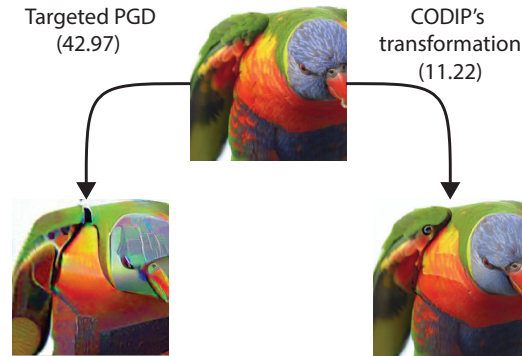 Targeted PGD
(42.97)
CODIP's
transformation
(11.22)